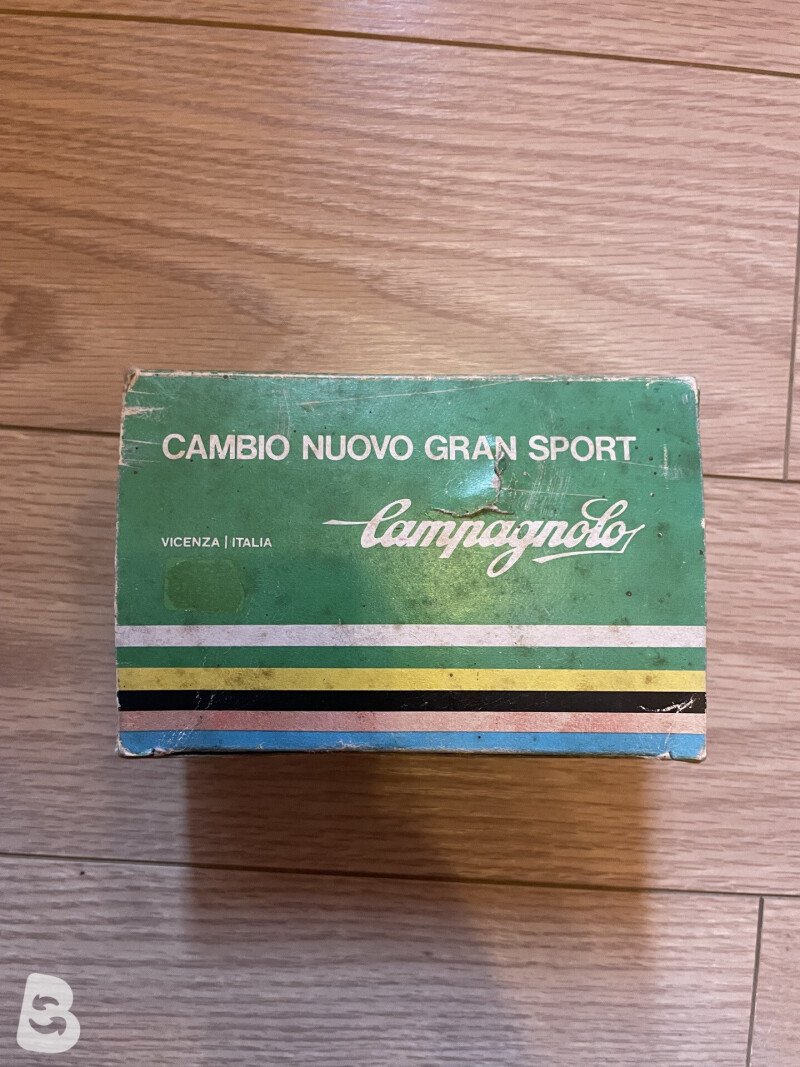 CAMBIO NUOVO GRAN SPORT
Campagnolo
VICENZA | ITALIA
B